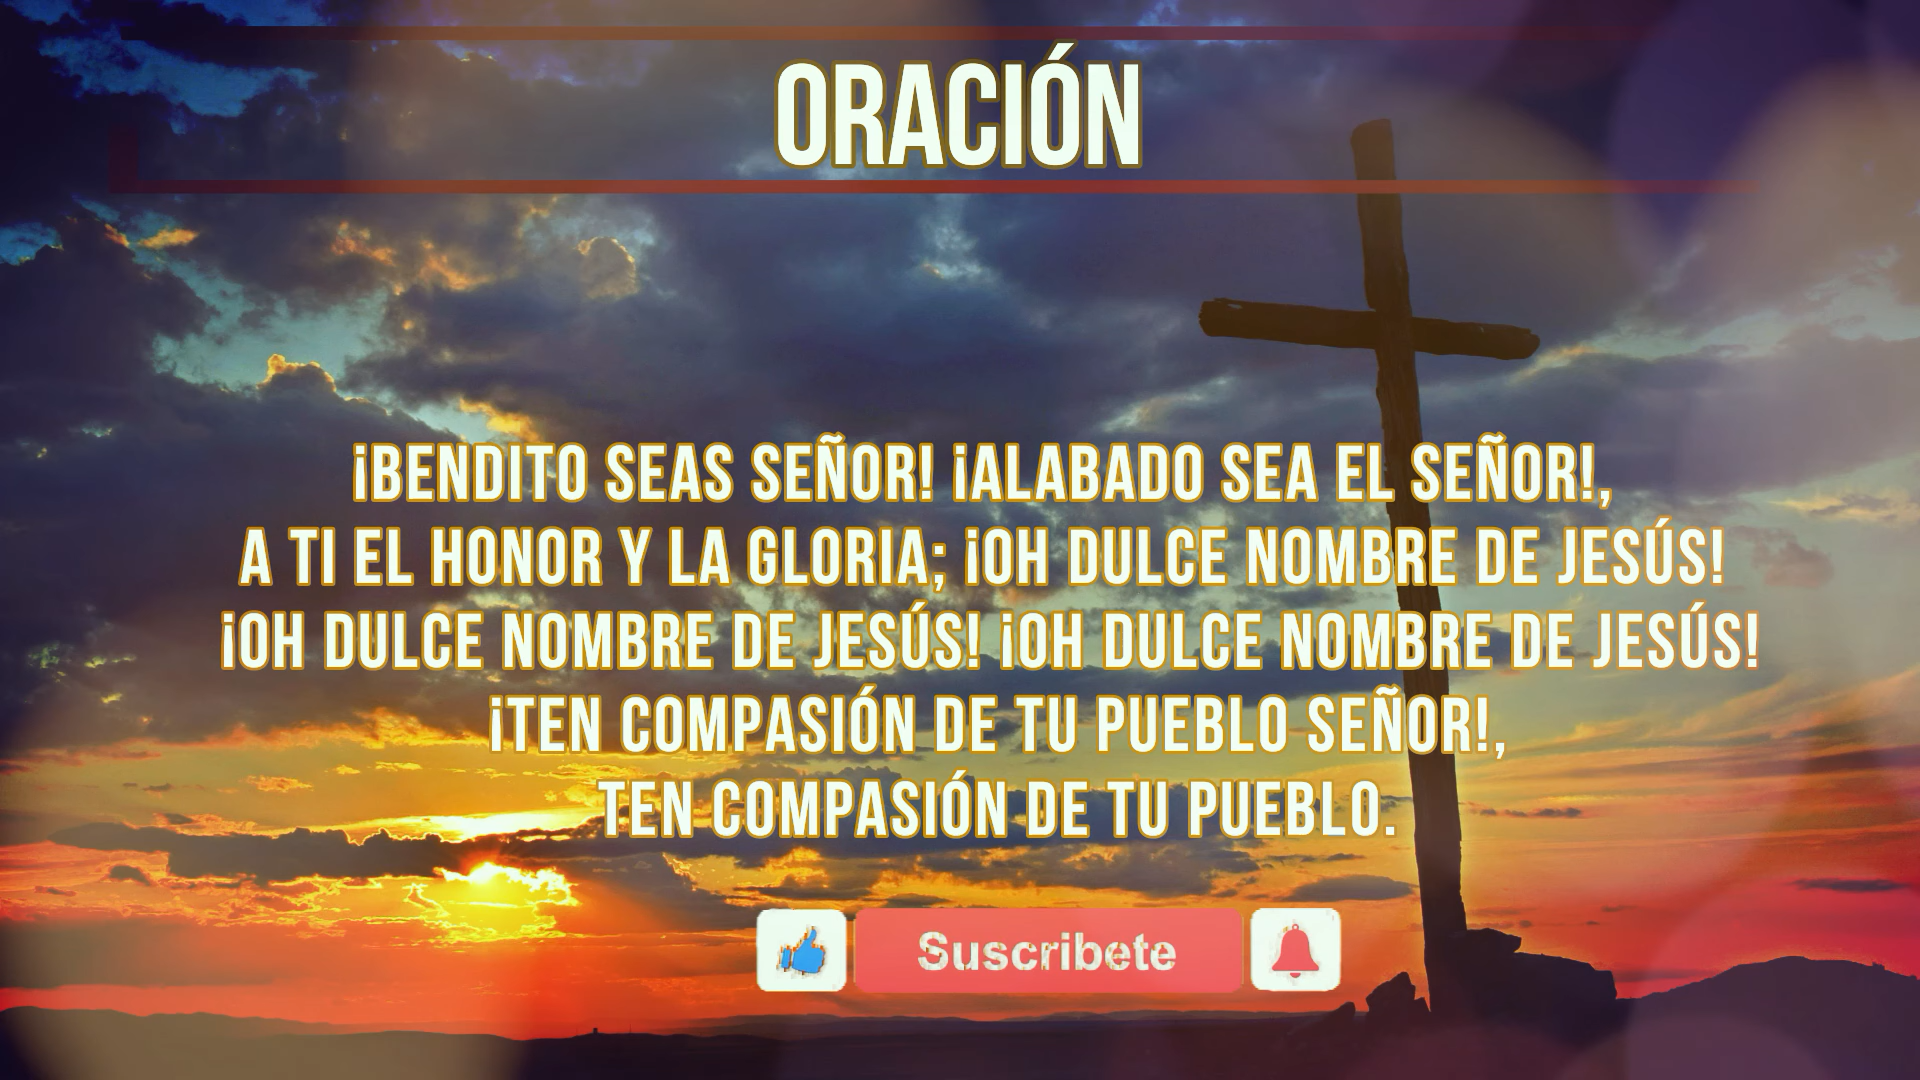 ORACIÓN
¡BENDITO SEAS SEÑOR! ¡ALABADO SEA EL SEÑOR!,
A TI EL HONOR Y LA GLORIA; ¡OH DULCE NOMBRE DE JESÚS!
¡OH DULCE NOMBRE DE JESÚS! ¡OH DULCE NOMBRE DE JESÚS!
¡TEN COMPASIÓN DE TU PUEBLO SEÑOR!,
TEN COMPASIÓN DE TU PUEBLO.
Suscribete